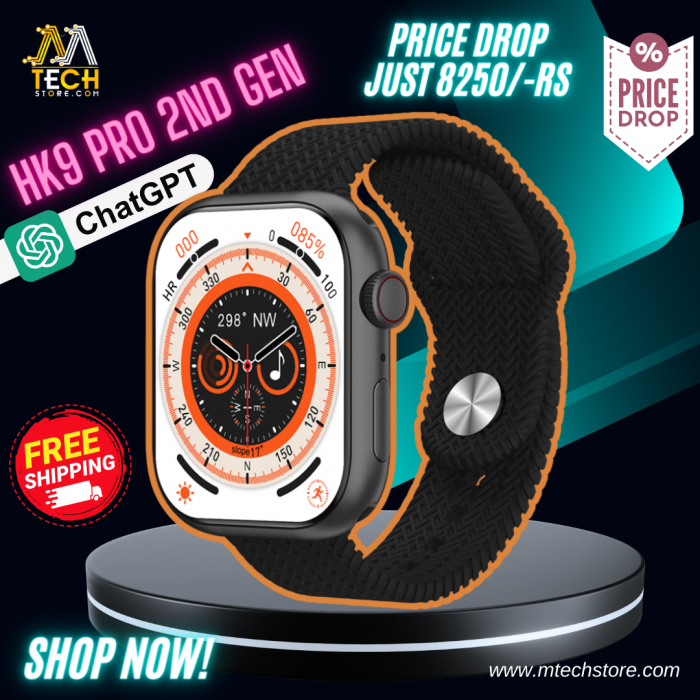 M
TECH
STORE.COM
PRICE DROP
JUST 8250/-RS
%
PRICE
DROP
HK9 PRO 2ND GEN
ChatGPT
000
0
085%
HR
100
330
30
300
60
298° NW
W
E
N
W E
S
240
120
210
150
slope17°
N
FREE
SHIPPING
SHOP NOW!
www.mtechstore.com